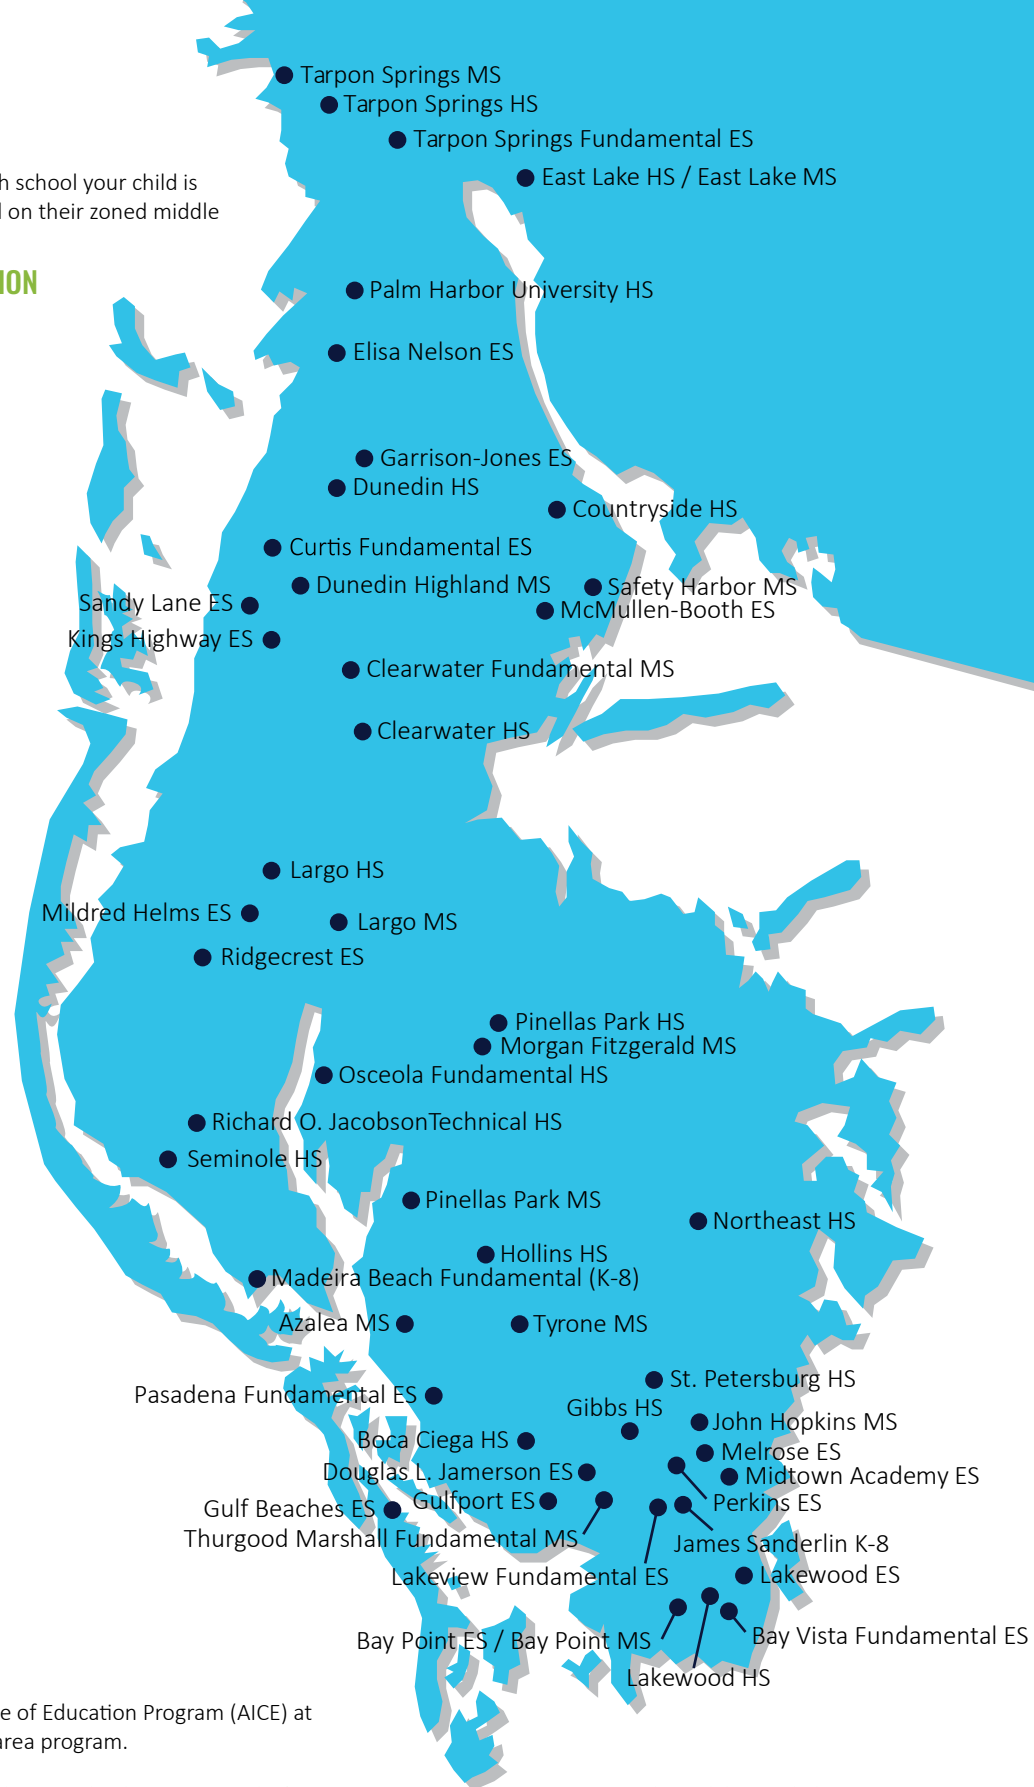 Tarpon Springs MS
Tarpon Springs HS
Tarpon Springs Fundamental ES
East Lake HS / East Lake MS
h school your child is
on their zoned middle
ION
Palm Harbor University HS
Elisa Nelson ES
Garrison-Jones ES
Dunedin HS
Countryside HS
Curtis Fundamental ES
Dunedin Highland MS
Safety Harbor MS
Sandy Lane ES
McMullen-Booth ES
Kings Highway ES
Clearwater Fundamental MS
Clearwater HS
Largo HS
Mildred Helms ES
Largo MS
Ridgecrest ES
Pinellas Park HS
Morgan Fitzgerald MS
Osceola Fundamental HS
Richard O. JacobsonTechnical HS
Seminole HS
Pinellas Park MS
Northeast HS
Hollins HS
Madeira Beach Fundamental (K-8)
Azalea MS
Tyrone MS
St. Petersburg HS
Pasadena Fundamental ES
Gibbs HS
John Hopkins MS
Boca Ciega HS
Melrose ES
Douglas L. Jamerson ES
Midtown Academy ES
Gulf Beaches ES
Gulfport ES
Perkins ES
Thurgood Marshall Fundamental MS
James Sanderlin K-8
Lakeview Fundamental ES
Lakewood ES
Bay Point ES / Bay Point MS
Bay Vista Fundamental ES
Lakewood HS
e of Education Program (AICE) at
area program.